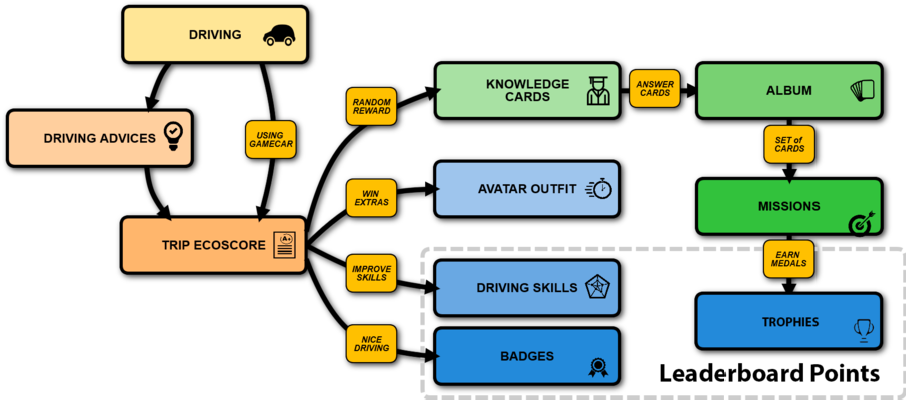 DRIVING
DRIVING ADVICES
USING
GAMECAR
TRIP ECOSCORE
A+
RANDOM
REWARD
WIN
EXTRAS
IMPROVE
SKILLS
NICE
DRIVING
KNOWLEDGE
CARDS
ANSWER
CARDS
ALBUM
SET of
CARDS
AVATAR OUTFIT
MISSIONS
EARN
MEDALS
DRIVING SKILLS
TROPHIES
BADGES
Leaderboard Points